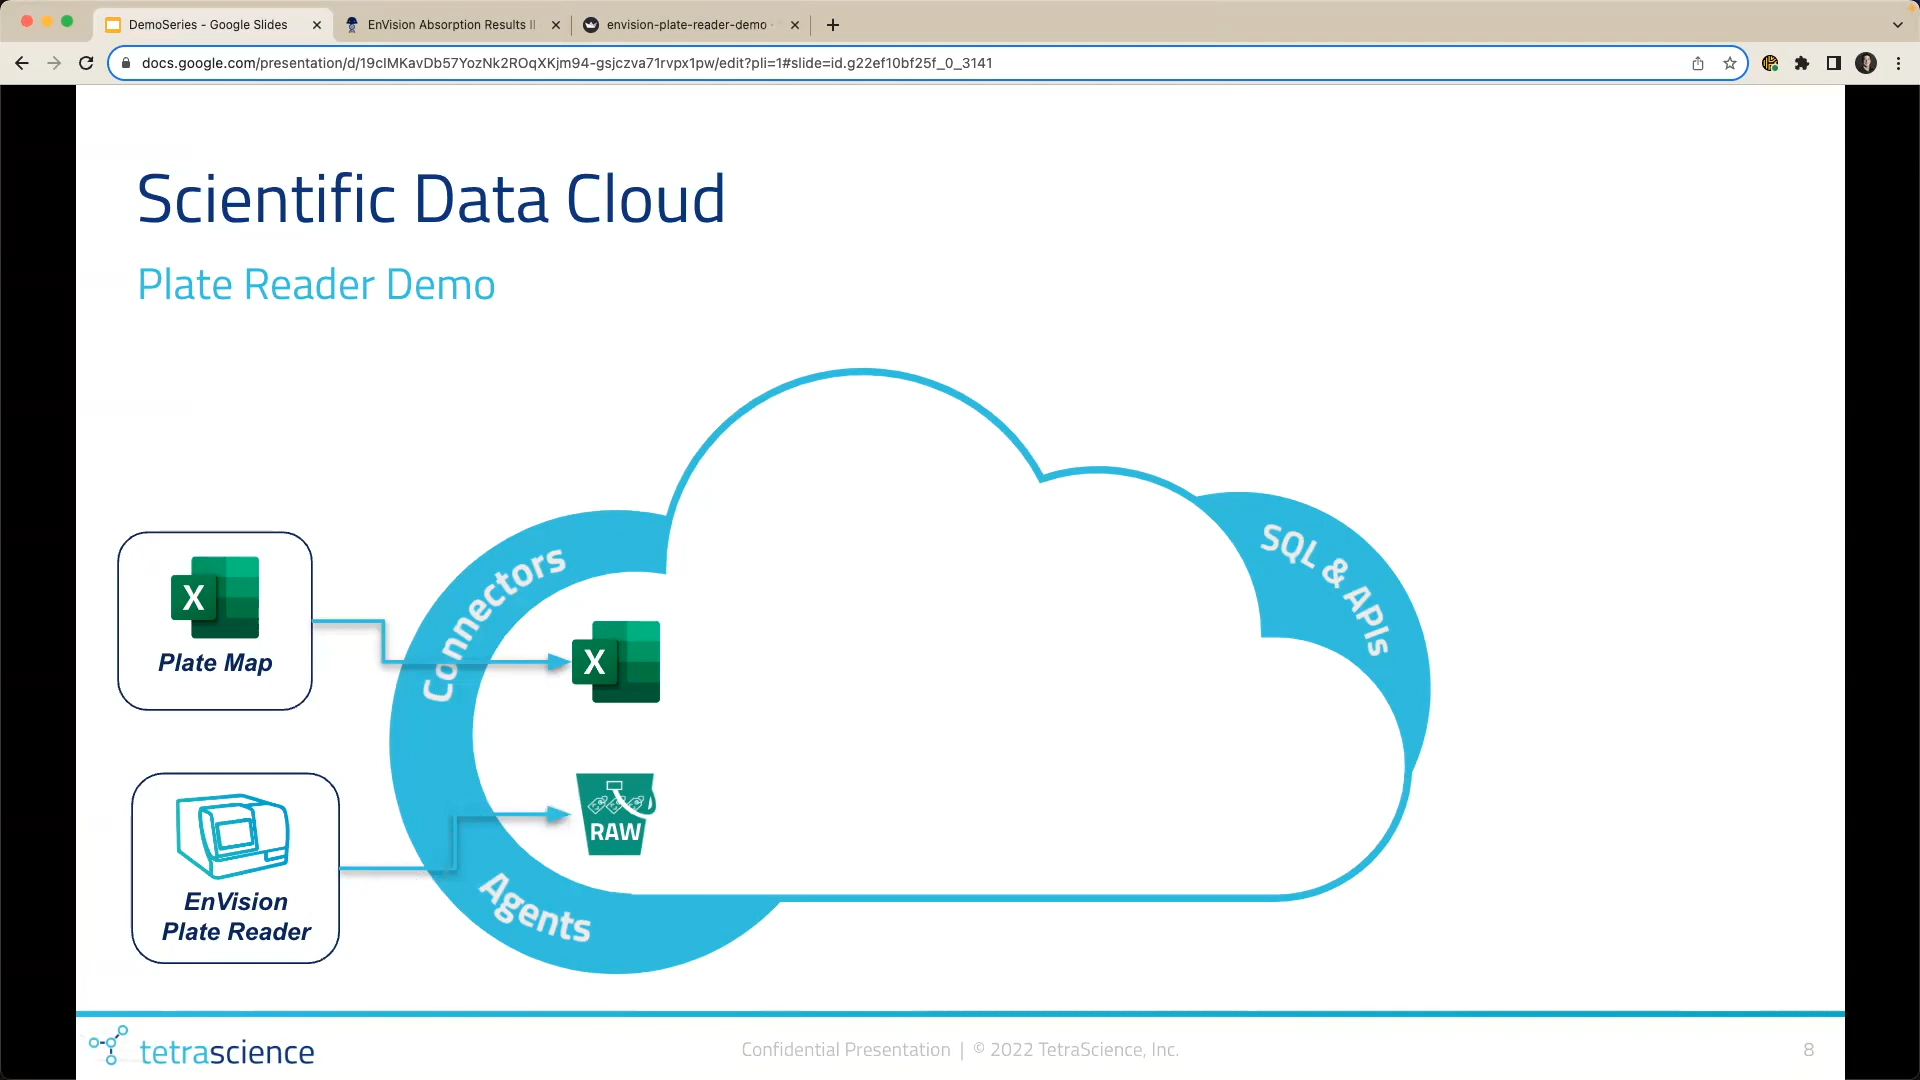 DemoSeries - Google Slides
EnVision Absorption Results
envision-plate-reader-demo
docs.google.com/presentation/d/19clMKavDb57YozNk2ROqXKjm94-gsjczva71rvpx1pw/edit?pli=1#slide=id.g22ef10bf25f_0_3141
Scientific Data Cloud
Plate Reader Demo
Connectors
SQL & APIs
X
Plate Map
X
RAW
EnVision
Plate Reader
Agents
tetrascience
Confidential Presentation | © 2022 TetraScience, Inc.
8